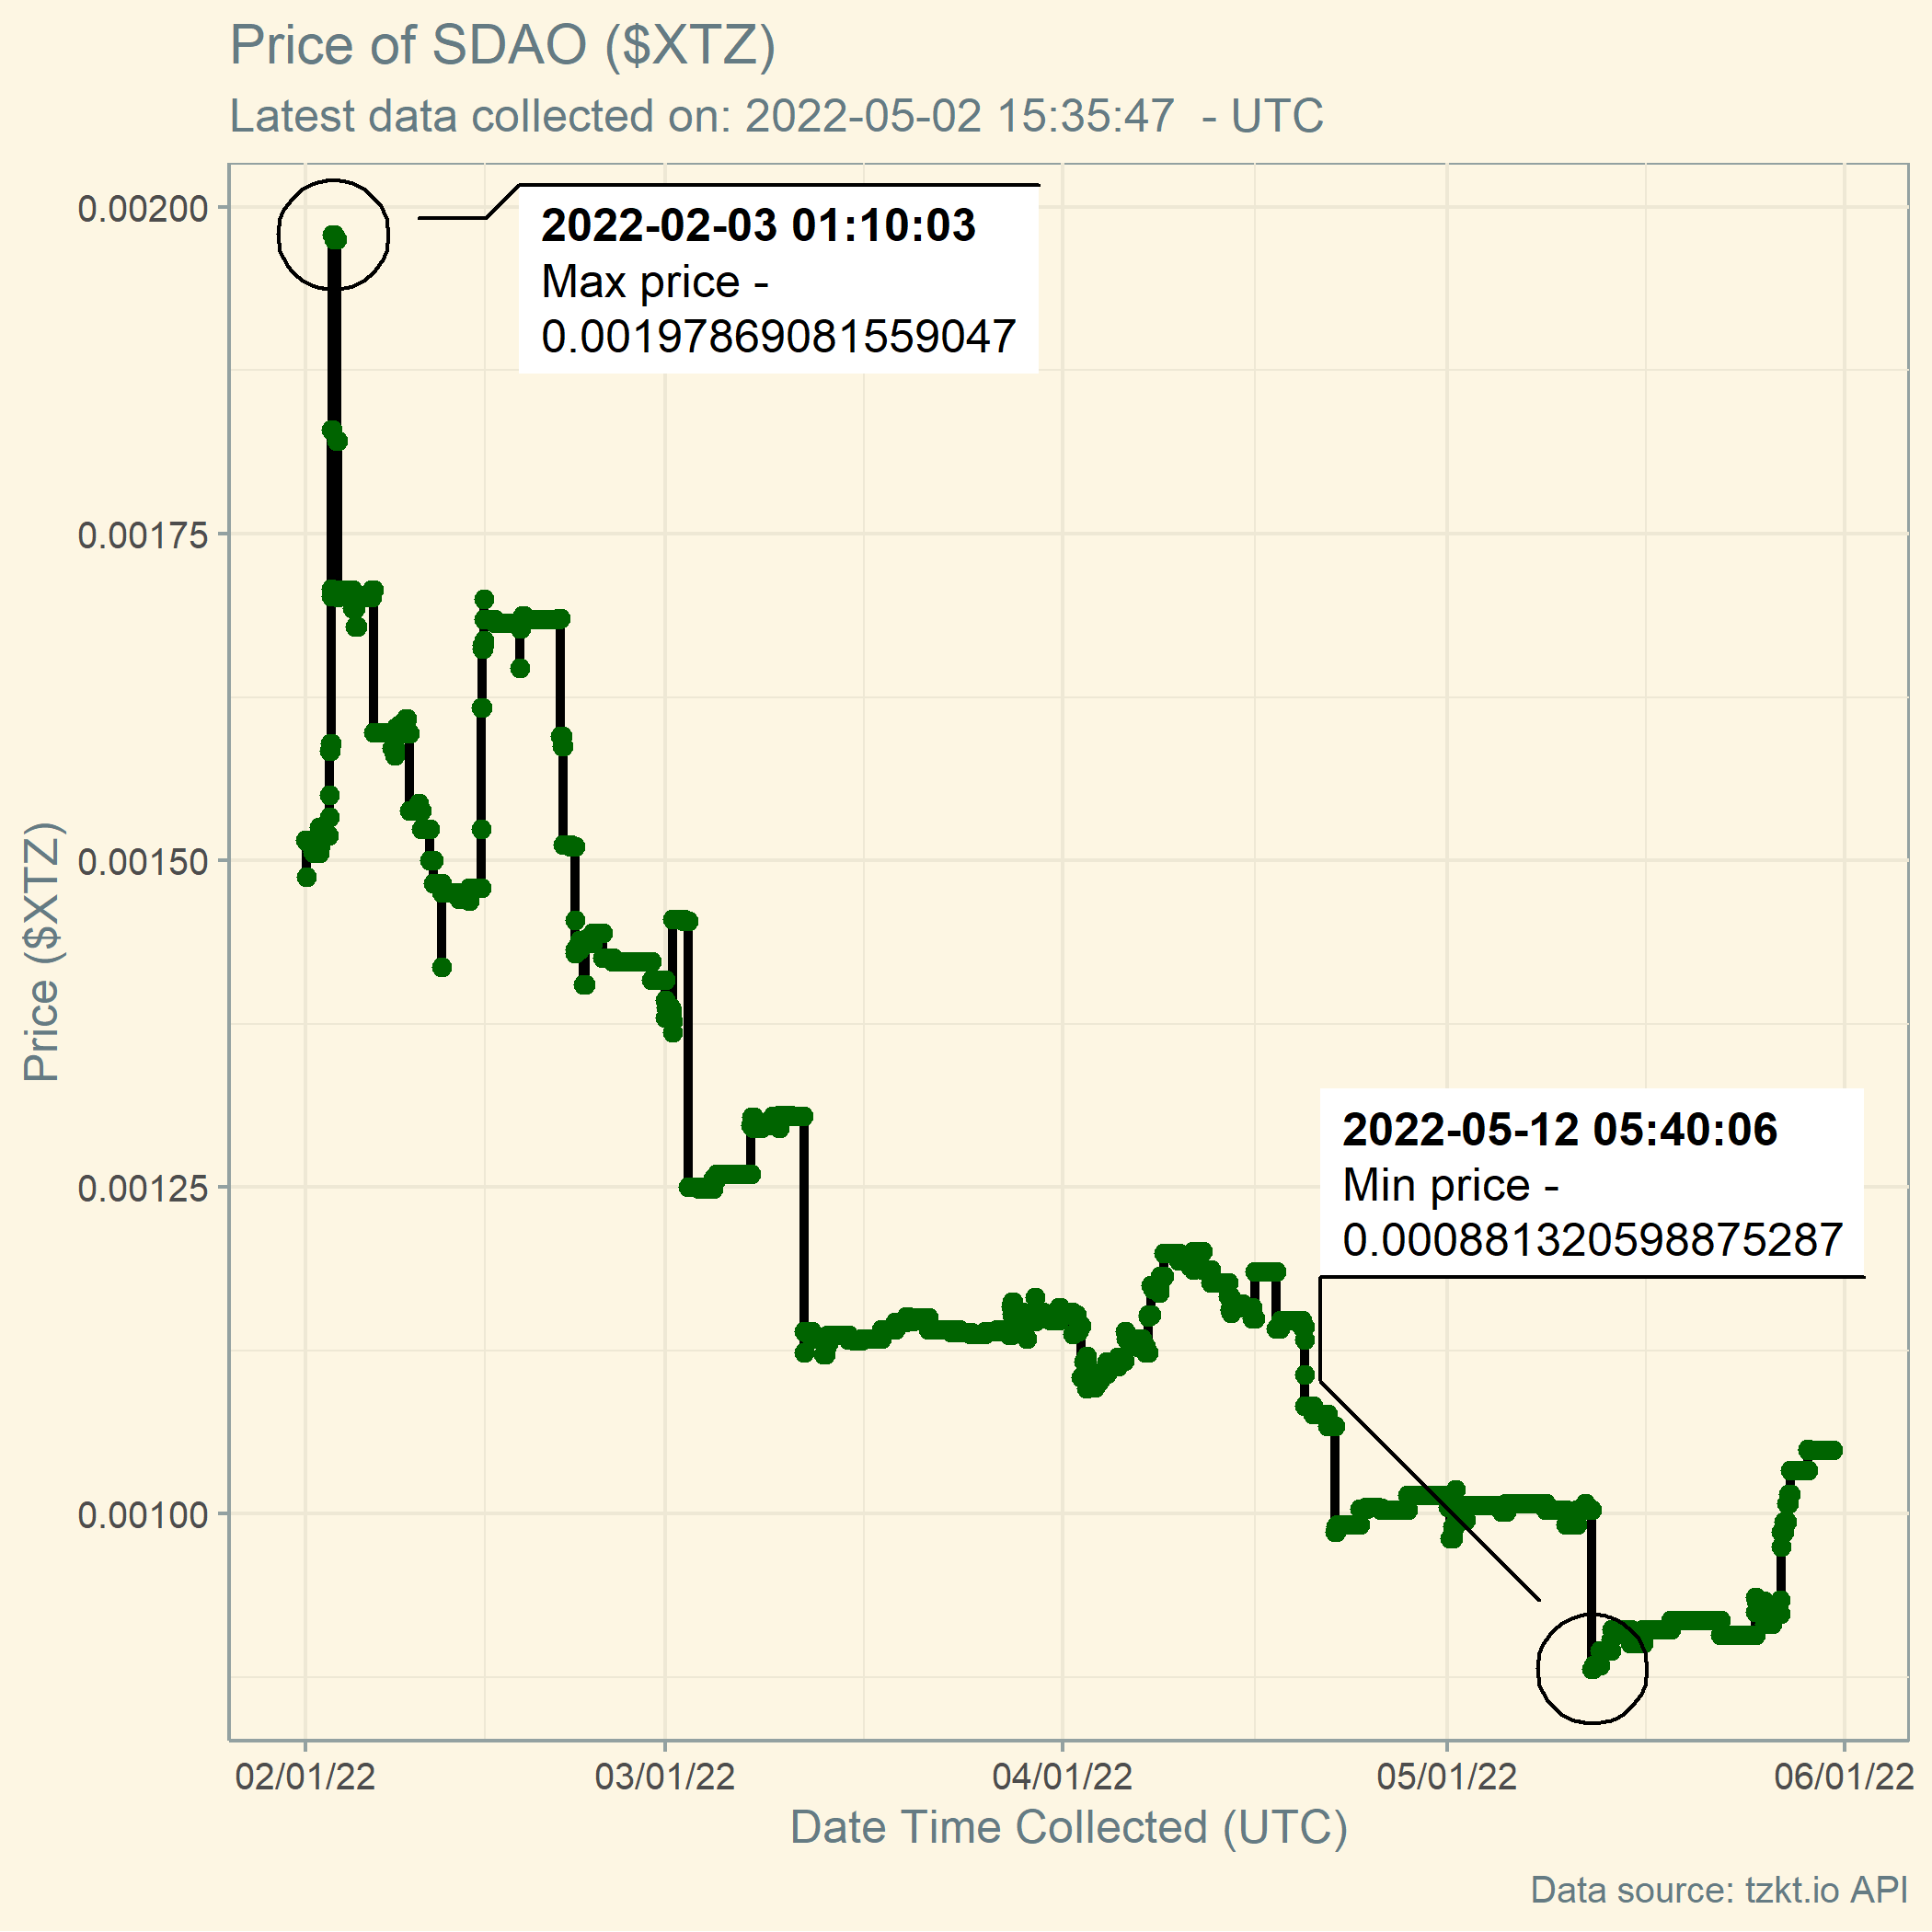 Price of SDAO ($XTZ)
Latest data collected on: 2022-05-02 15:35:47 - UTC
0.00200
0.00175
0.00150
0.00125
0.00100
Price ($XTZ)
2022-02-03 01:10:03
Max price -
0.00197869081559047
2022-05-12 05:40:06
Min price -
0.000881320598875287
02/01/22
03/01/22
04/01/22
05/01/22
06/01/22
Date Time Collected (UTC)
Data source: tzkt.io API